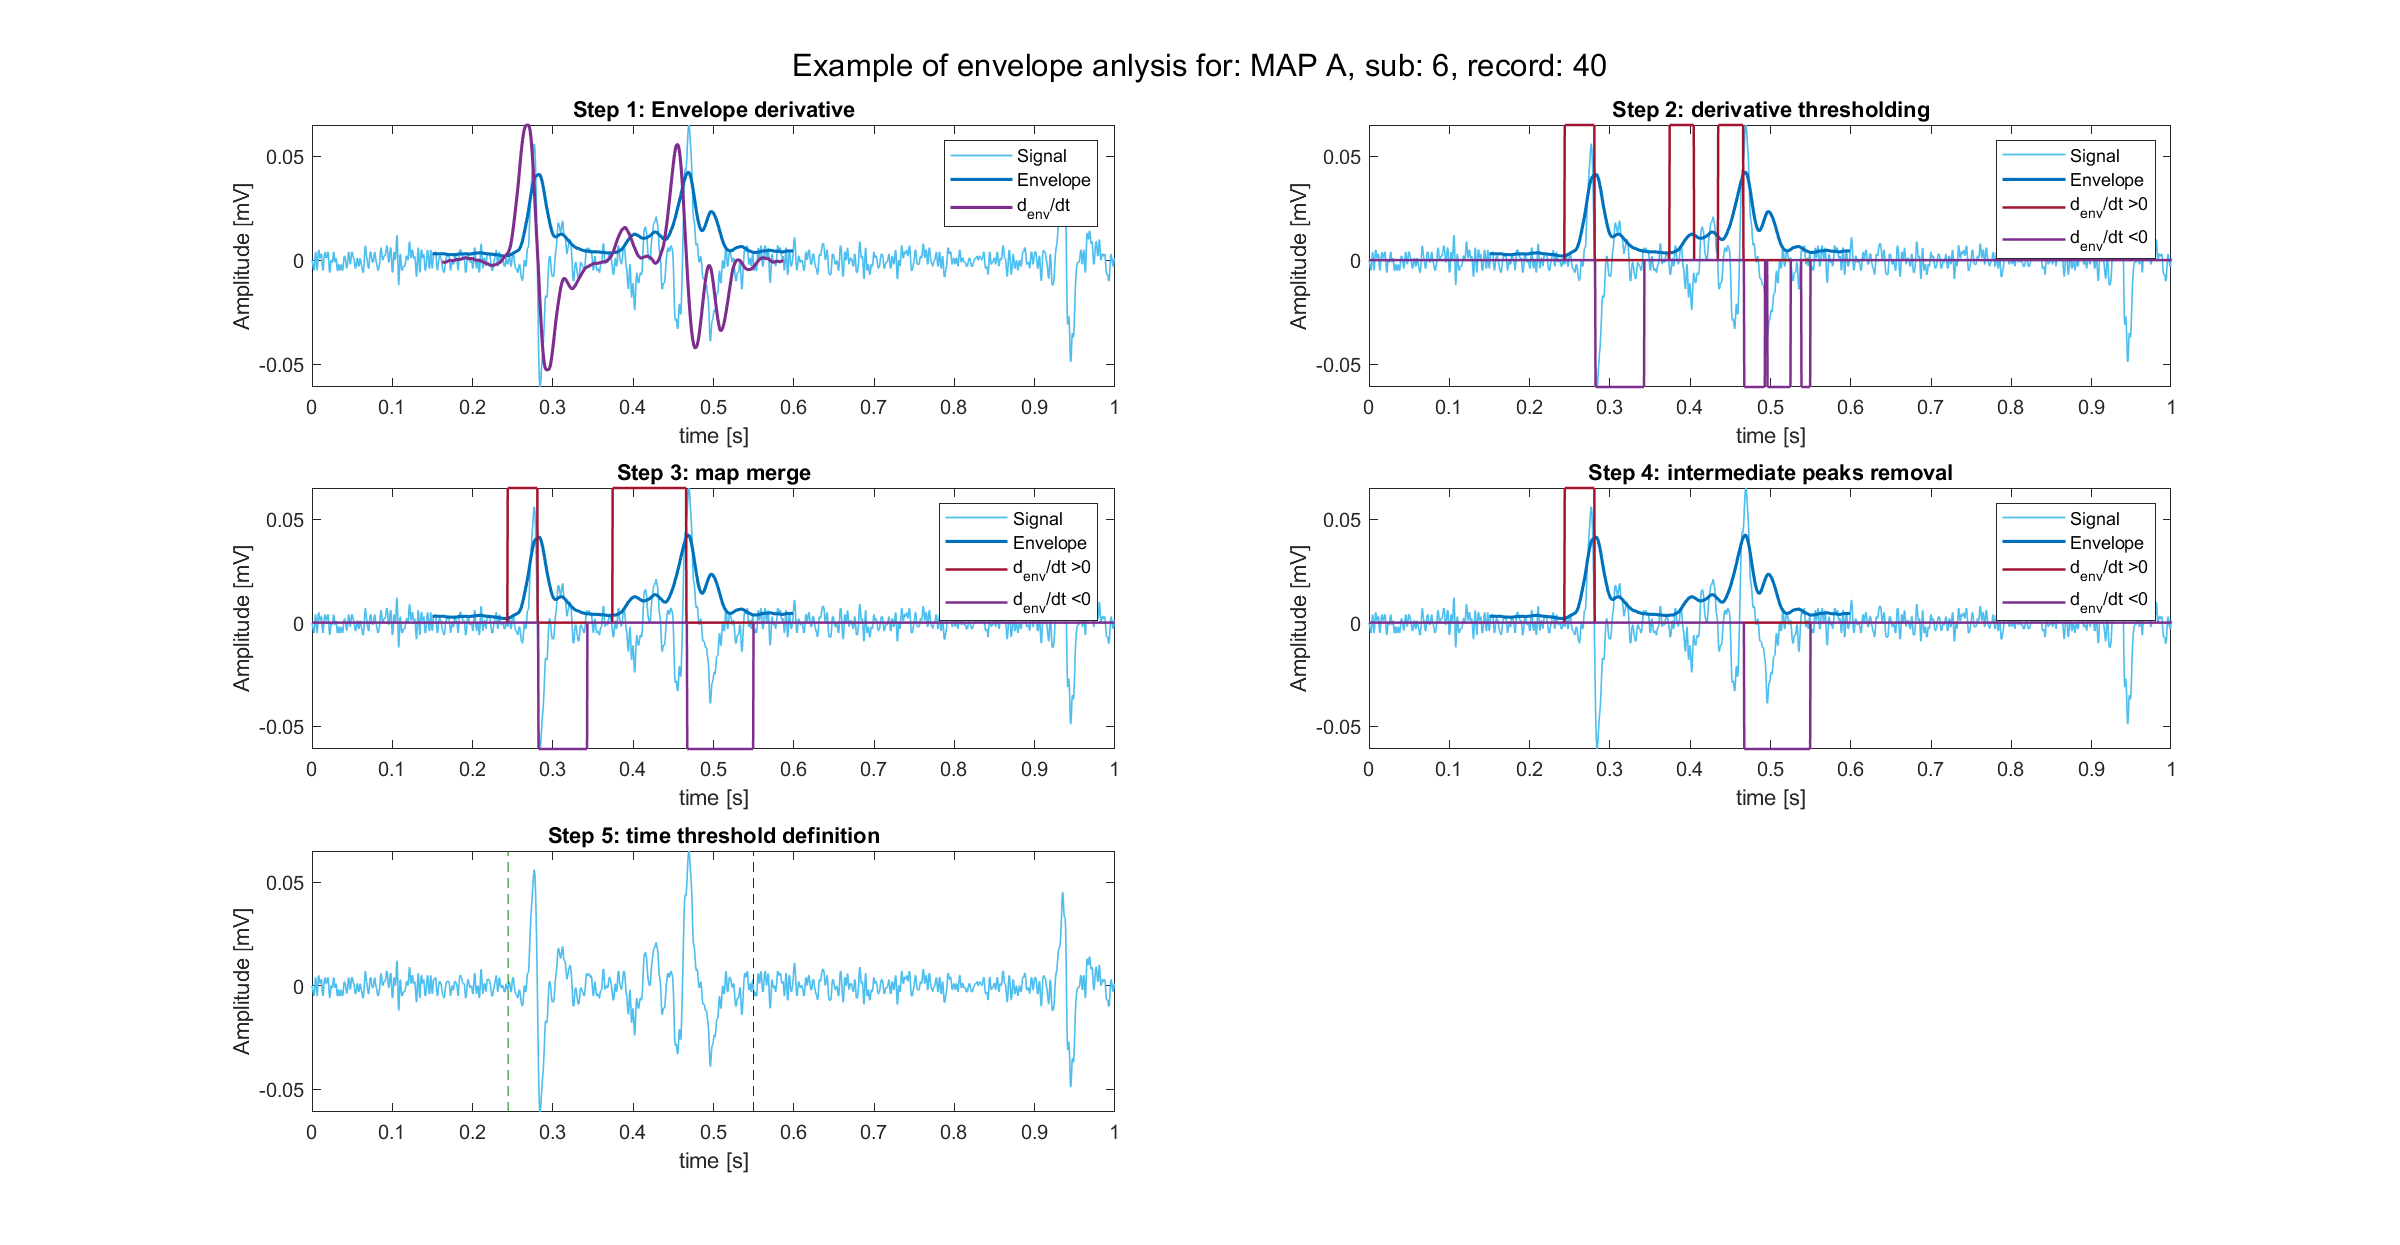 Example of envelope anlysis for: MAP A, sub: 6, record: 40
Step 1: Envelope derivative
Amplitude [mV]
0.05
0
-0.05
Signal
Envelope
d_env/dt
0 0.1 0.2 0.3 0.4 0.5 0.6 0.7 0.8 0.9 1
time [s]
Step 2: derivative thresholding
Amplitude [mV]
0.05
0
-0.05
Signal
Envelope
d_env/dt >0
d_env/dt <0
0 0.1 0.2 0.3 0.4 0.5 0.6 0.7 0.8 0.9 1
time [s]
Step 3: map merge
Amplitude [mV]
0.05
0
-0.05
Signal
Envelope
d_env/dt >0
d_env/dt <0
0 0.1 0.2 0.3 0.4 0.5 0.6 0.7 0.8 0.9 1
time [s]
Step 4: intermediate peaks removal
Amplitude [mV]
0.05
0
-0.05
Signal
Envelope
d_env/dt >0
d_env/dt <0
0 0.1 0.2 0.3 0.4 0.5 0.6 0.7 0.8 0.9 1
time [s]
Step 5: time threshold definition
Amplitude [mV]
0.05
0
-0.05
0 0.1 0.2 0.3 0.4 0.5 0.6 0.7 0.8 0.9 1
time [s]